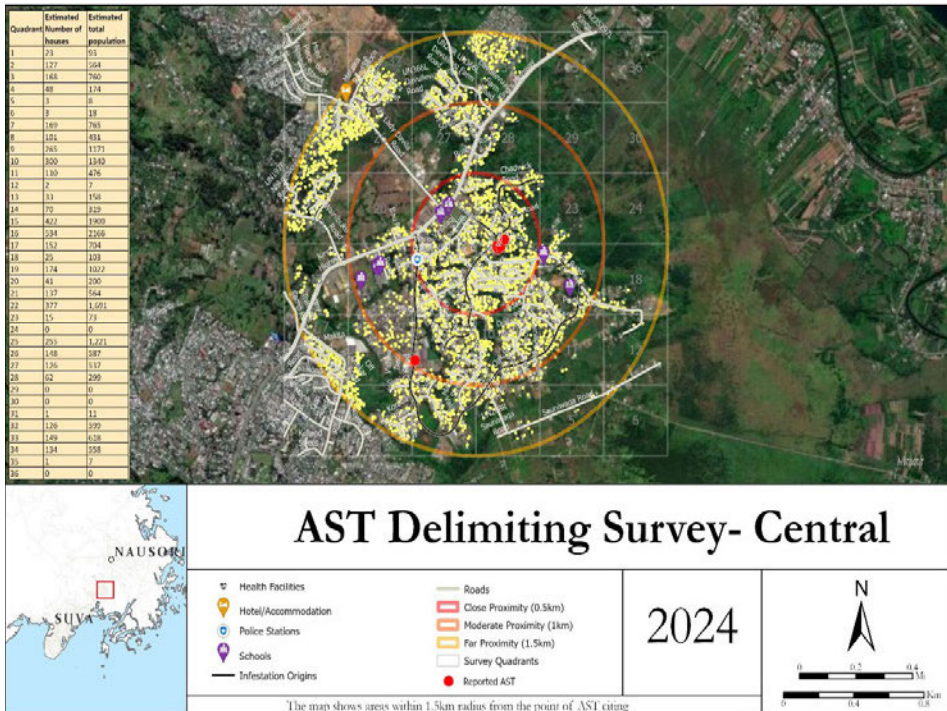 Quadrant Estimated Number of houses Estimated total population
1 23 93
2 127 564
3 168 760
4 48 174
5 3 8
6 3 18
7 169 765
8 101 431
9 265 1171
10 300 1340
11 110 476
12 2 7
13 33 158
14 70 319
15 422 1900
16 534 2166
17 152 704
18 25 103
19 174 1022
20 41 200
21 137 564
22 377 1,691
23 15 73
24 0 0
25 255 1,221
26 148 587
27 126 537
28 62 299
29 0 0
30 0 0
31 1 11
32 126 599
33 149 618
34 134 558
35 1 7
36 0 0
36
27
28
29
30
23
24
18
Sauniwaqa Road
NAUSORI
SUVA
AST Delimiting Survey- Central
Health Facilities
Hotel/Accommodation
Police Stations
Schools
Infestation Origins
Roads
Close Proximity (0.5km)
Moderate Proximity (1km)
Far Proximity (1.5km)
Survey Quadrants
Reported AST
2024
N
0 0.2 0.4
Mi
Km
0 0.4 0.8
The map shows areas within 1.5km radius from the point of AST citing